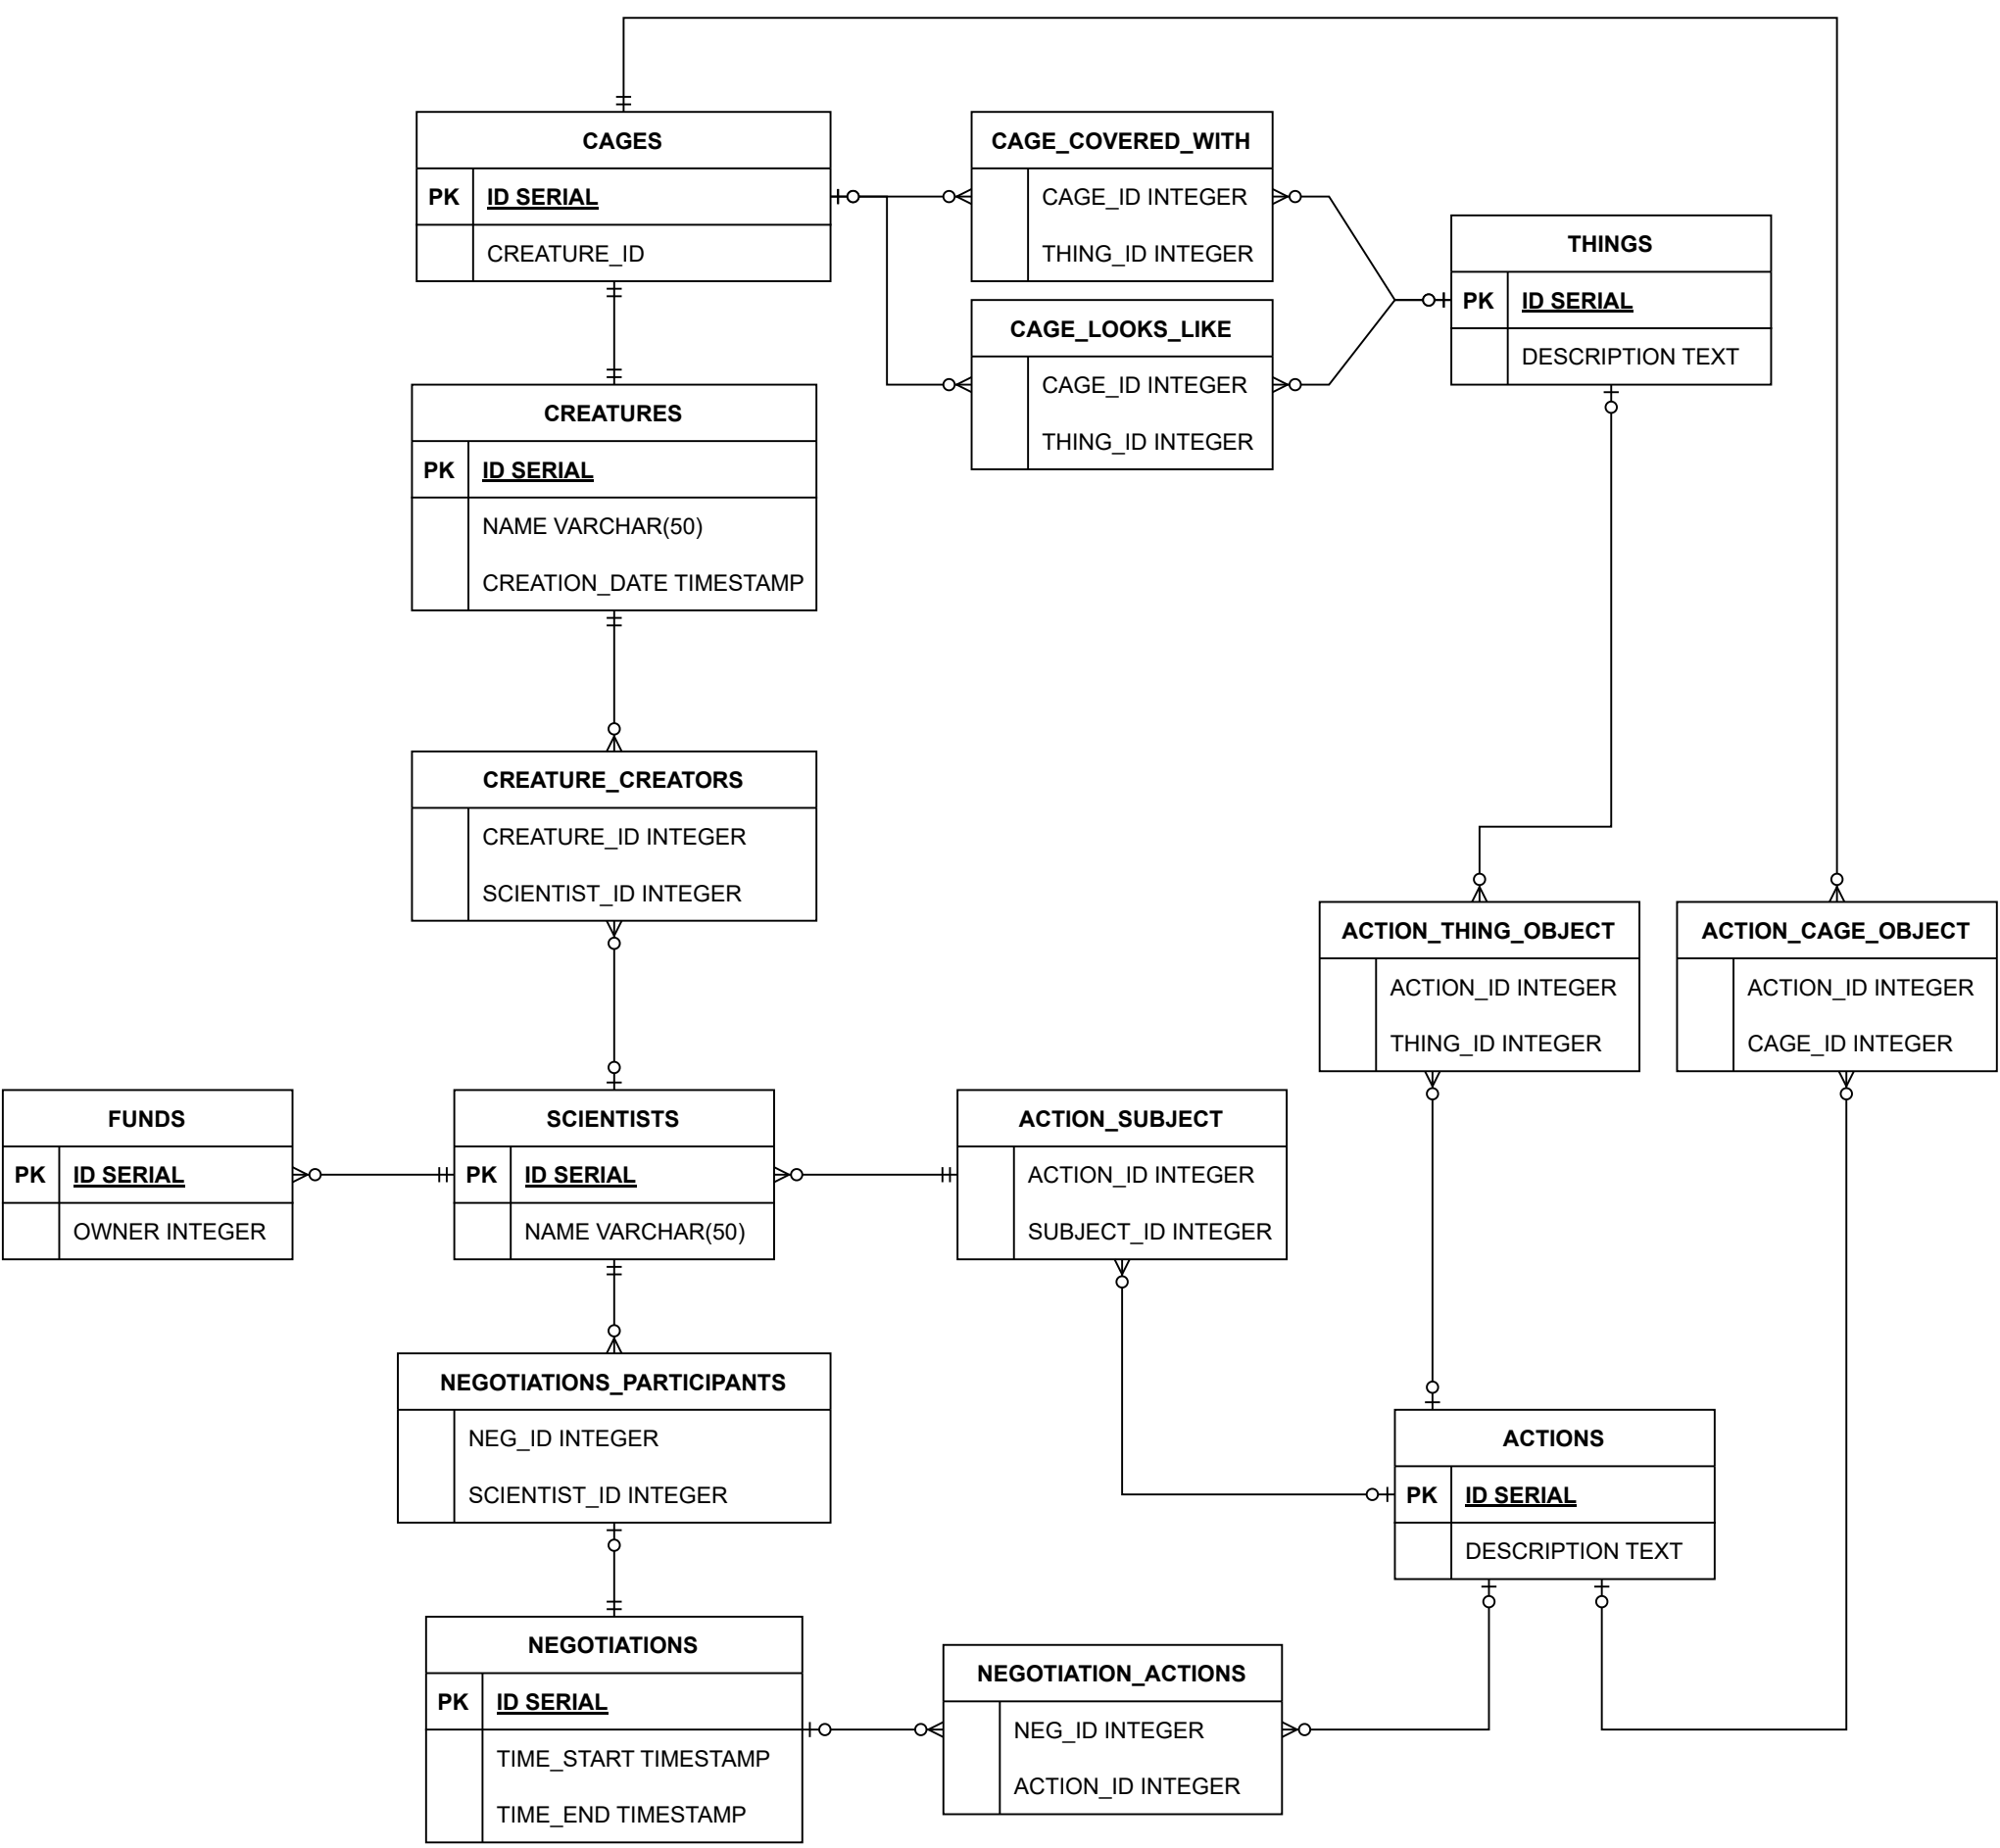 CAGES
PK ID SERIAL
CREATURE_ID
CAGE_COVERED_WITH
CAGE_ID INTEGER
THING_ID INTEGER
CAGE_LOOKS_LIKE
CAGE_ID INTEGER
THING_ID INTEGER
THINGS
PK ID SERIAL
DESCRIPTION TEXT
CREATURES
PK ID SERIAL
NAME VARCHAR(50)
CREATION_DATE TIMESTAMP
CREATURE_CREATORS
CREATURE_ID INTEGER
SCIENTIST_ID INTEGER
ACTION_THING_OBJECT
ACTION_ID INTEGER
THING_ID INTEGER
ACTION_CAGE_OBJECT
ACTION_ID INTEGER
CAGE_ID INTEGER
FUNDS
PK ID SERIAL
OWNER INTEGER
SCIENTISTS
PK ID SERIAL
NAME VARCHAR(50)
ACTION_SUBJECT
ACTION_ID INTEGER
SUBJECT_ID INTEGER
NEGOTIATIONS_PARTICIPANTS
NEG_ID INTEGER
SCIENTIST_ID INTEGER
ACTIONS
PK ID SERIAL
DESCRIPTION TEXT
NEGOTIATIONS
PK ID SERIAL
TIME_START TIMESTAMP
TIME_END TIMESTAMP
NEGOTIATION_ACTIONS
NEG_ID INTEGER
ACTION_ID INTEGER